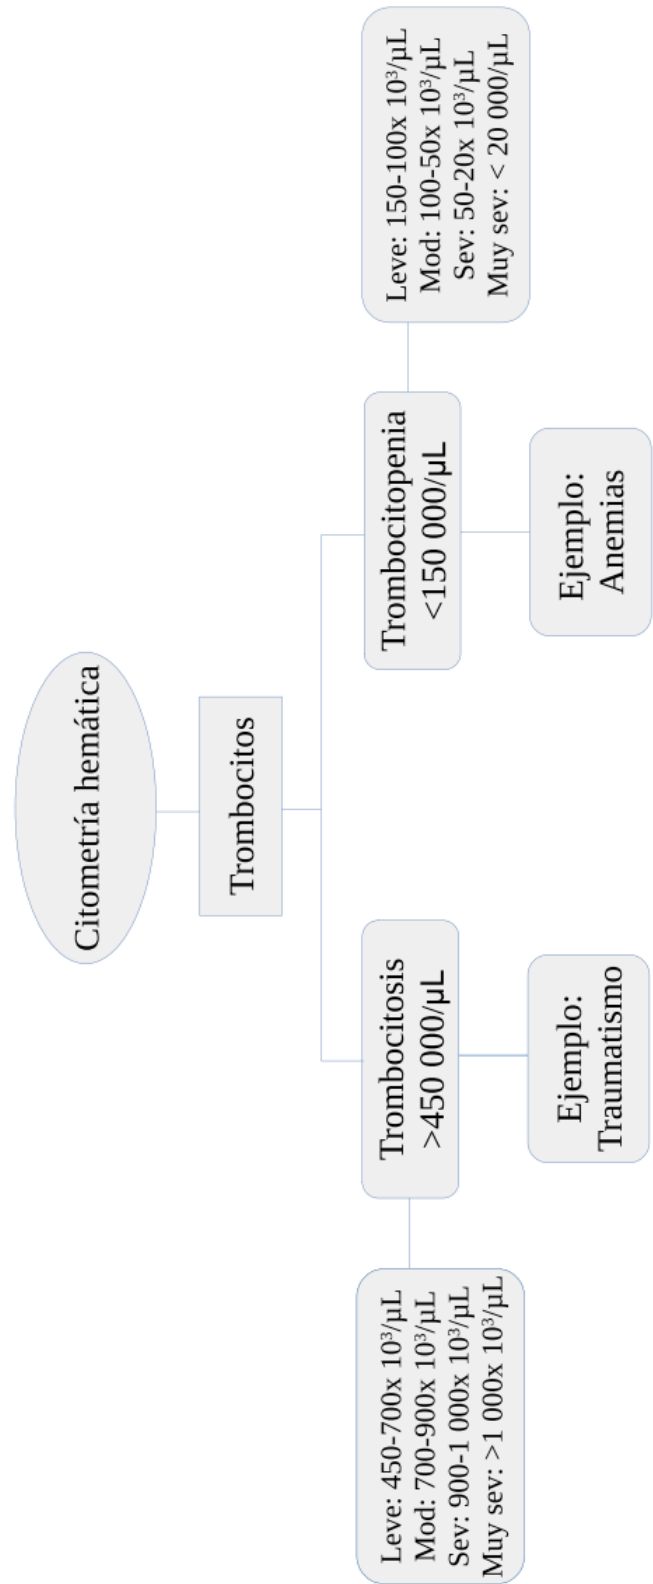 Citometría hemática
Trombocitos
Trombocitosis
>450 000/μL
Trombocitopenia
<150 000/μL
Leve: 450-700x 10³/μL
Mod: 700-900x 10³/μL
Sev: 900-1 000x 10³/μL
Muy sev: >1 000x 10³/μL
Leve: 150-100x 10³/μL
Mod: 100-50x 10³/μL
Sev: 50-20x 10³/μL
Muy sev: < 20 000/μL
Ejemplo:
Traumatismo
Ejemplo:
Anemias